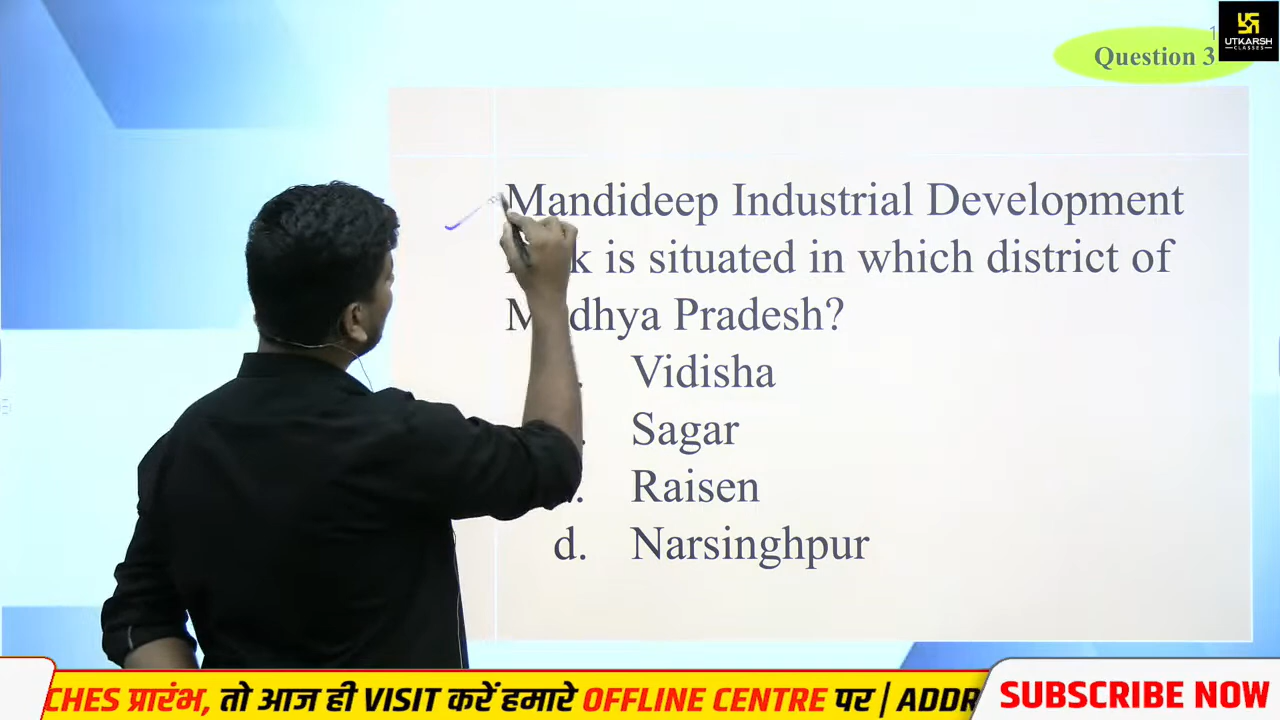 UTKARSH
CLASSES
1
Question 3
Mandideep Industrial Development
is situated in which district of
Pradesh?
Vidisha
Sagar
Raisen
d. Narsinghpur
CHES प्रारंभ, तो आज ही VISIT करें हमारे OFFLINE CENTRE पर | ADDR
SUBSCRIBE NOW